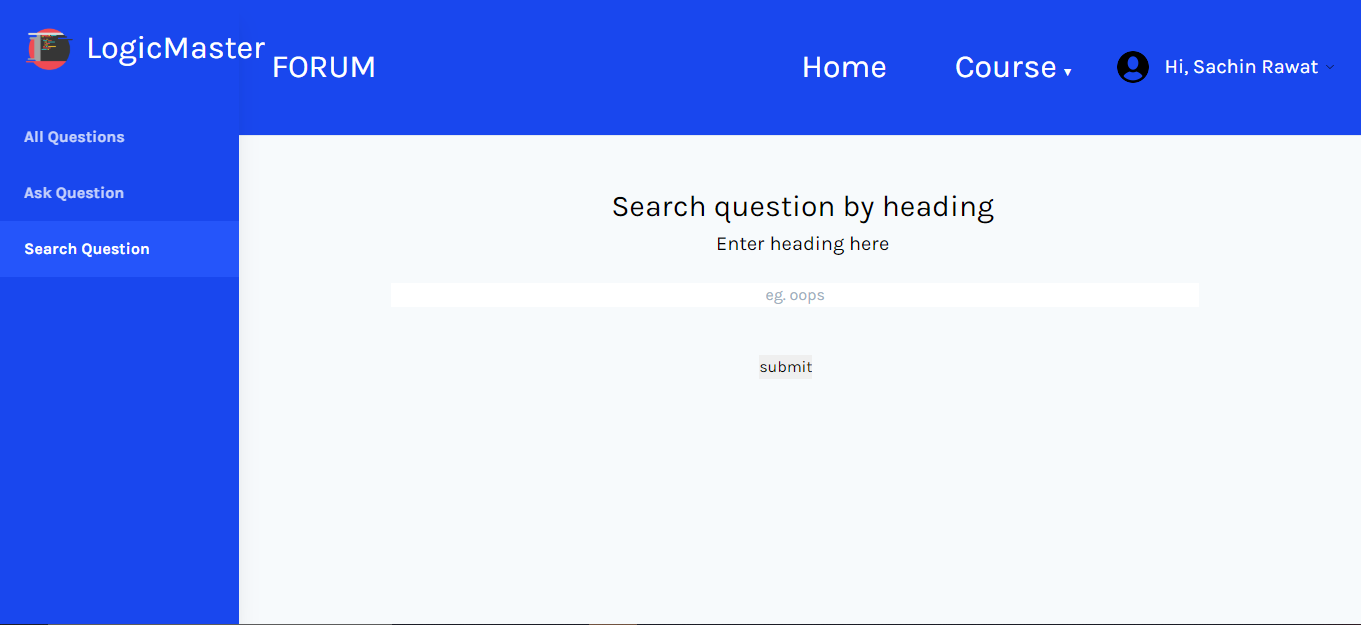 LogicMaster
FORUM
Home
Course ▾
Hi, Sachin Rawat
All Questions
Ask Question
Search Question
Search question by heading
Enter heading here
eg. oops
submit